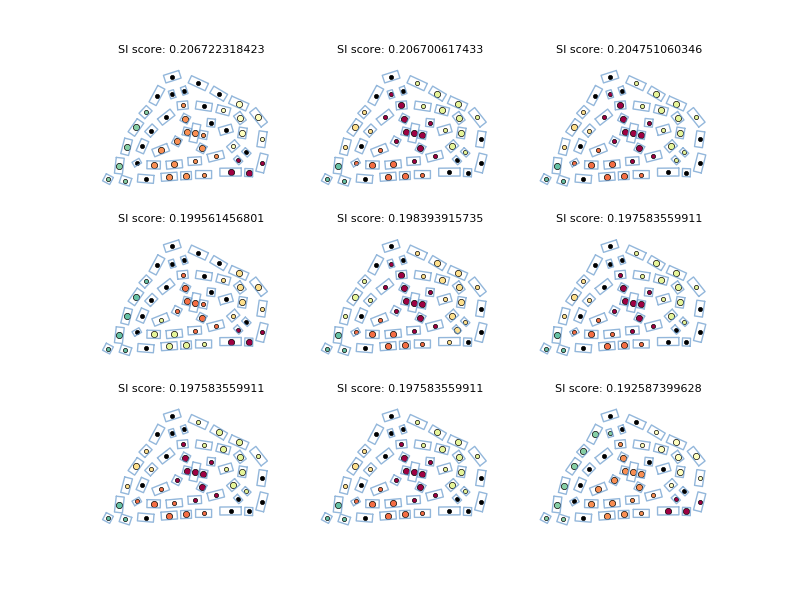 SI score: 0.206722318423
SI score: 0.206700617433
SI score: 0.204751060346
SI score: 0.199561456801
SI score: 0.198393915735
SI score: 0.197583559911
SI score: 0.197583559911
SI score: 0.197583559911
SI score: 0.192587399628